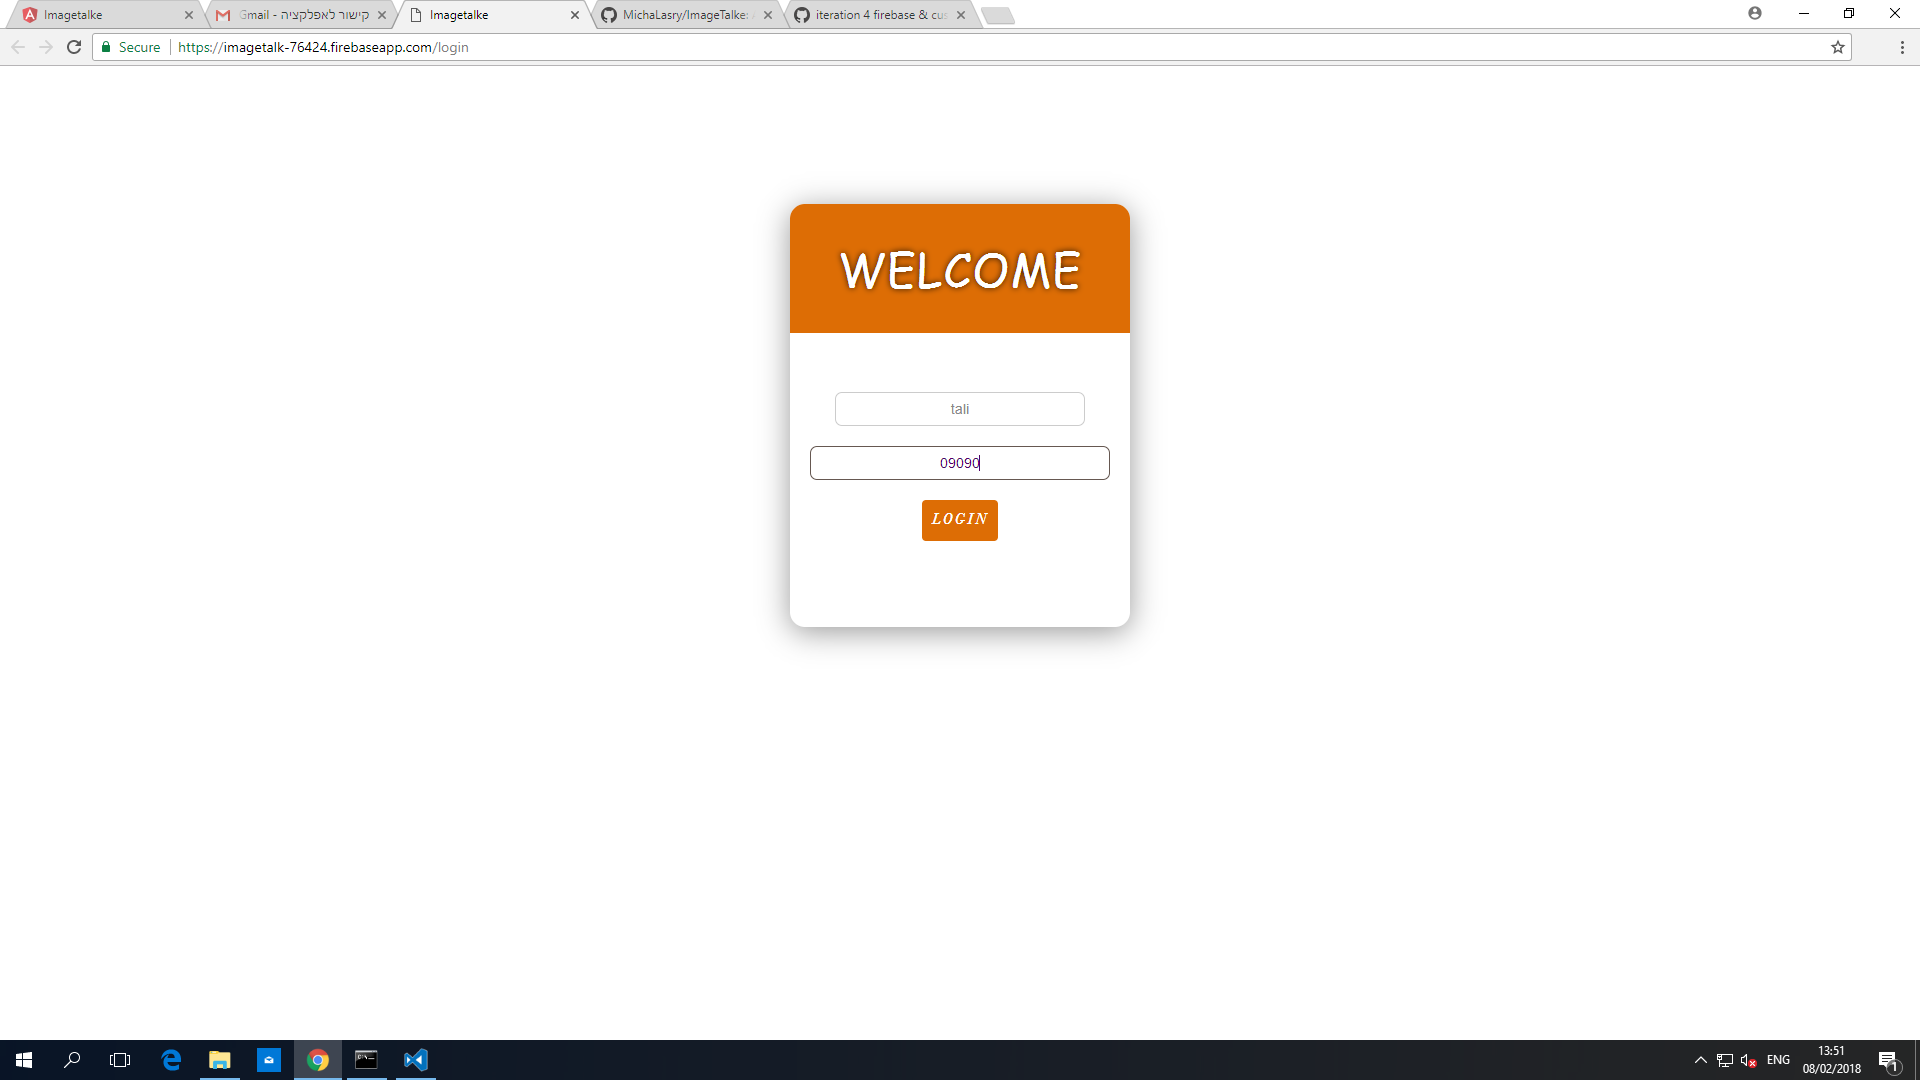 Imagetalke
Gmail - קישור לאפלקציה
Imagetalke
MichaLasry/ImageTalke:
iteration 4 firebase & cus
Secure
https://imagetalk-76424.firebaseapp.com/login
WELCOME
tali
09090
LOGIN
ENG
13:51
08/02/2018
1